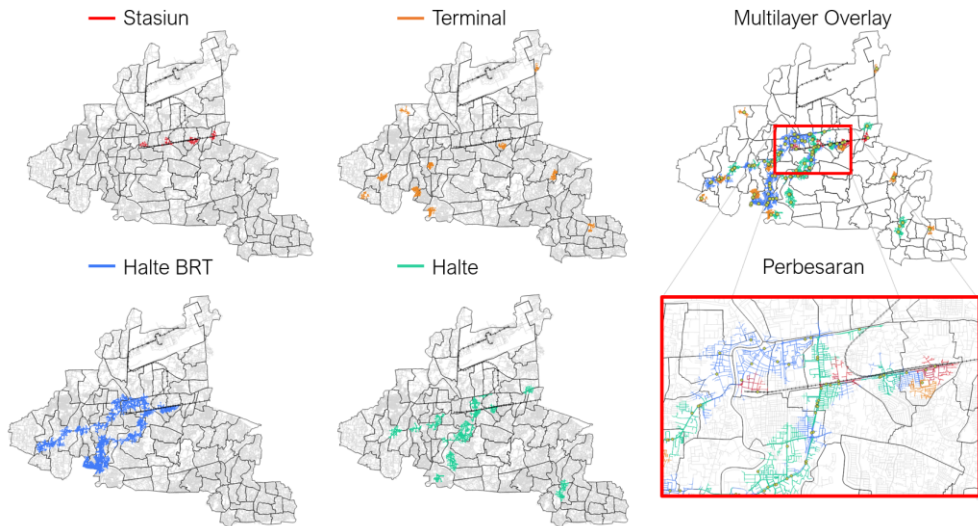 Stasiun
Terminal
Multilayer Overlay
Halte BRT
Halte
Perbesaran